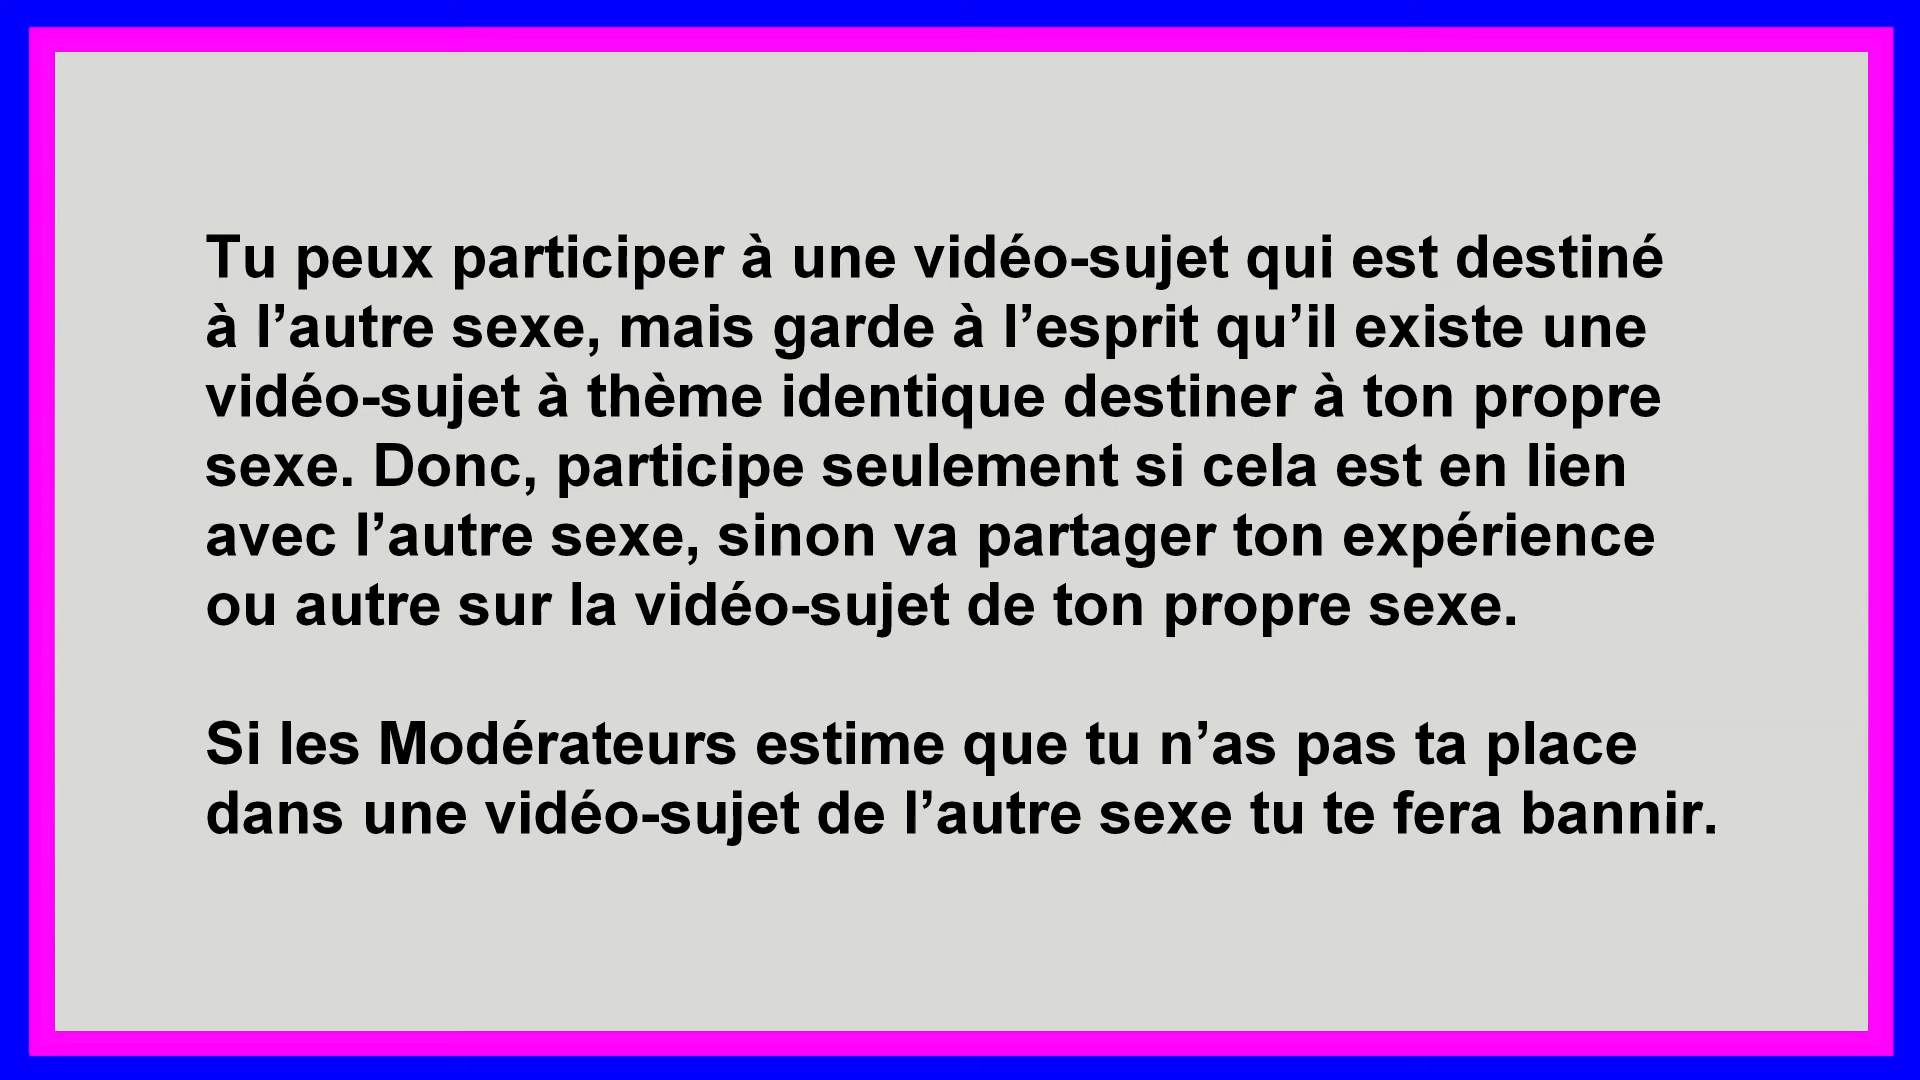 Tu peux participer à une vidéo-sujet qui est destiné
à l’autre sexe, mais garde à l’esprit qu’il existe une
vidéo-sujet à thème identique destiner à ton propre
sexe. Donc, participe seulement si cela est en lien
avec l’autre sexe, sinon va partager ton expérience
ou autre sur la vidéo-sujet de ton propre sexe.
Si les Modérateurs estime que tu n’as pas ta place
dans une vidéo-sujet de l’autre sexe tu te fera bannir.